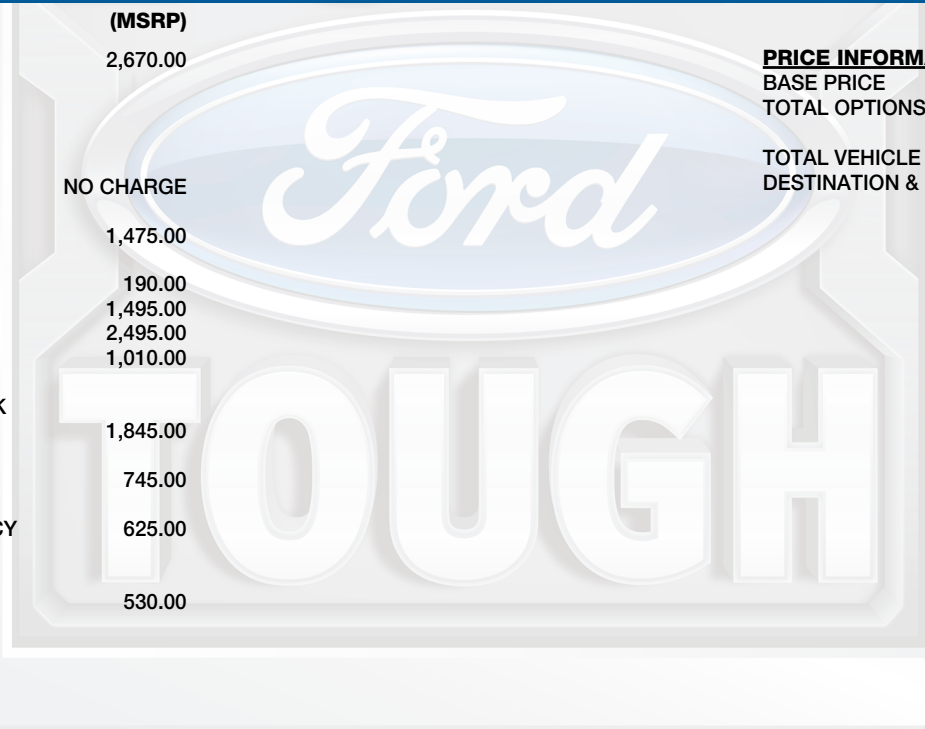 (MSRP)
2,670.00
NO CHARGE
1,475.00
190.00
1,495.00
2,495.00
1,010.00
K
1,845.00
745.00
CY 625.00
530.00
PRICE INFORM
BASE PRICE
TOTAL OPTIONS
TOTAL VEHICLE
DESTINATION &
Ford
TOUGH